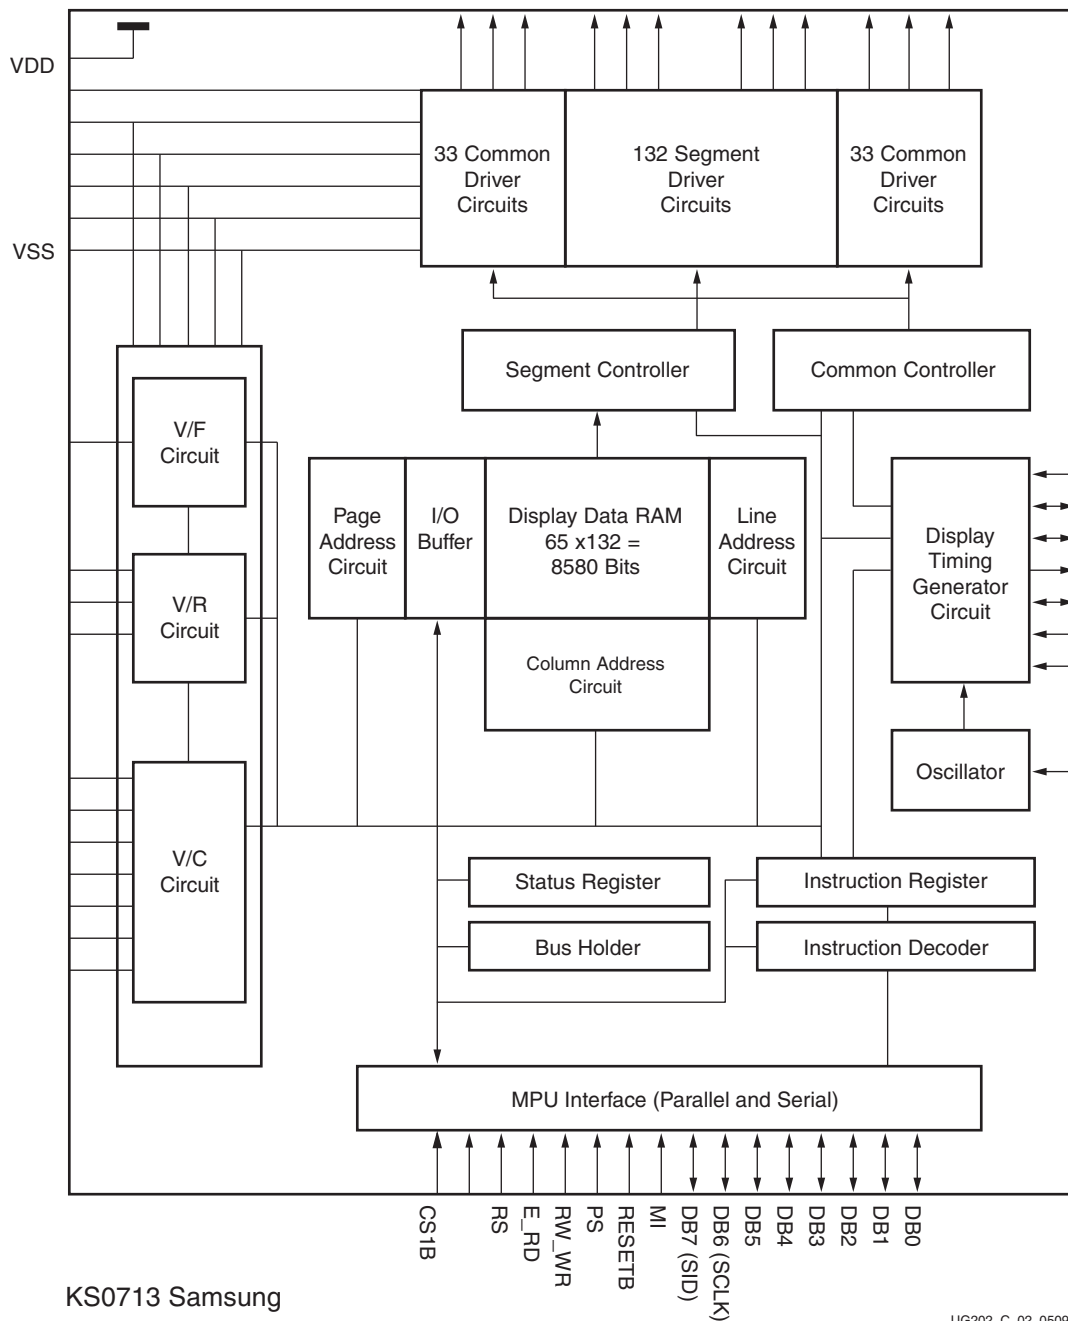 VDD
VSS
33 Common
Driver
Circuits
132 Segment
Driver
Circuits
33 Common
Driver
Circuits
Segment Controller
Common Controller
V/F
Circuit
Page
Address
Circuit
I/O
Buffer
Display Data RAM
65 x132 =
8580 Bits
Line
Address
Circuit
Display
Timing
Generator
Circuit
V/R
Circuit
Column Address
Circuit
Oscillator
V/C
Circuit
Status Register
Instruction Register
Bus Holder
Instruction Decoder
MPU Interface (Parallel and Serial)
CS1B
RS
E_RD
RW_WR
PS
RESETB
MI
DB7 (SID)
DB6 (SCLK)
DB5
DB4
DB3
DB2
DB1
DB0
KS0713 Samsung
UG202_C_02_0509